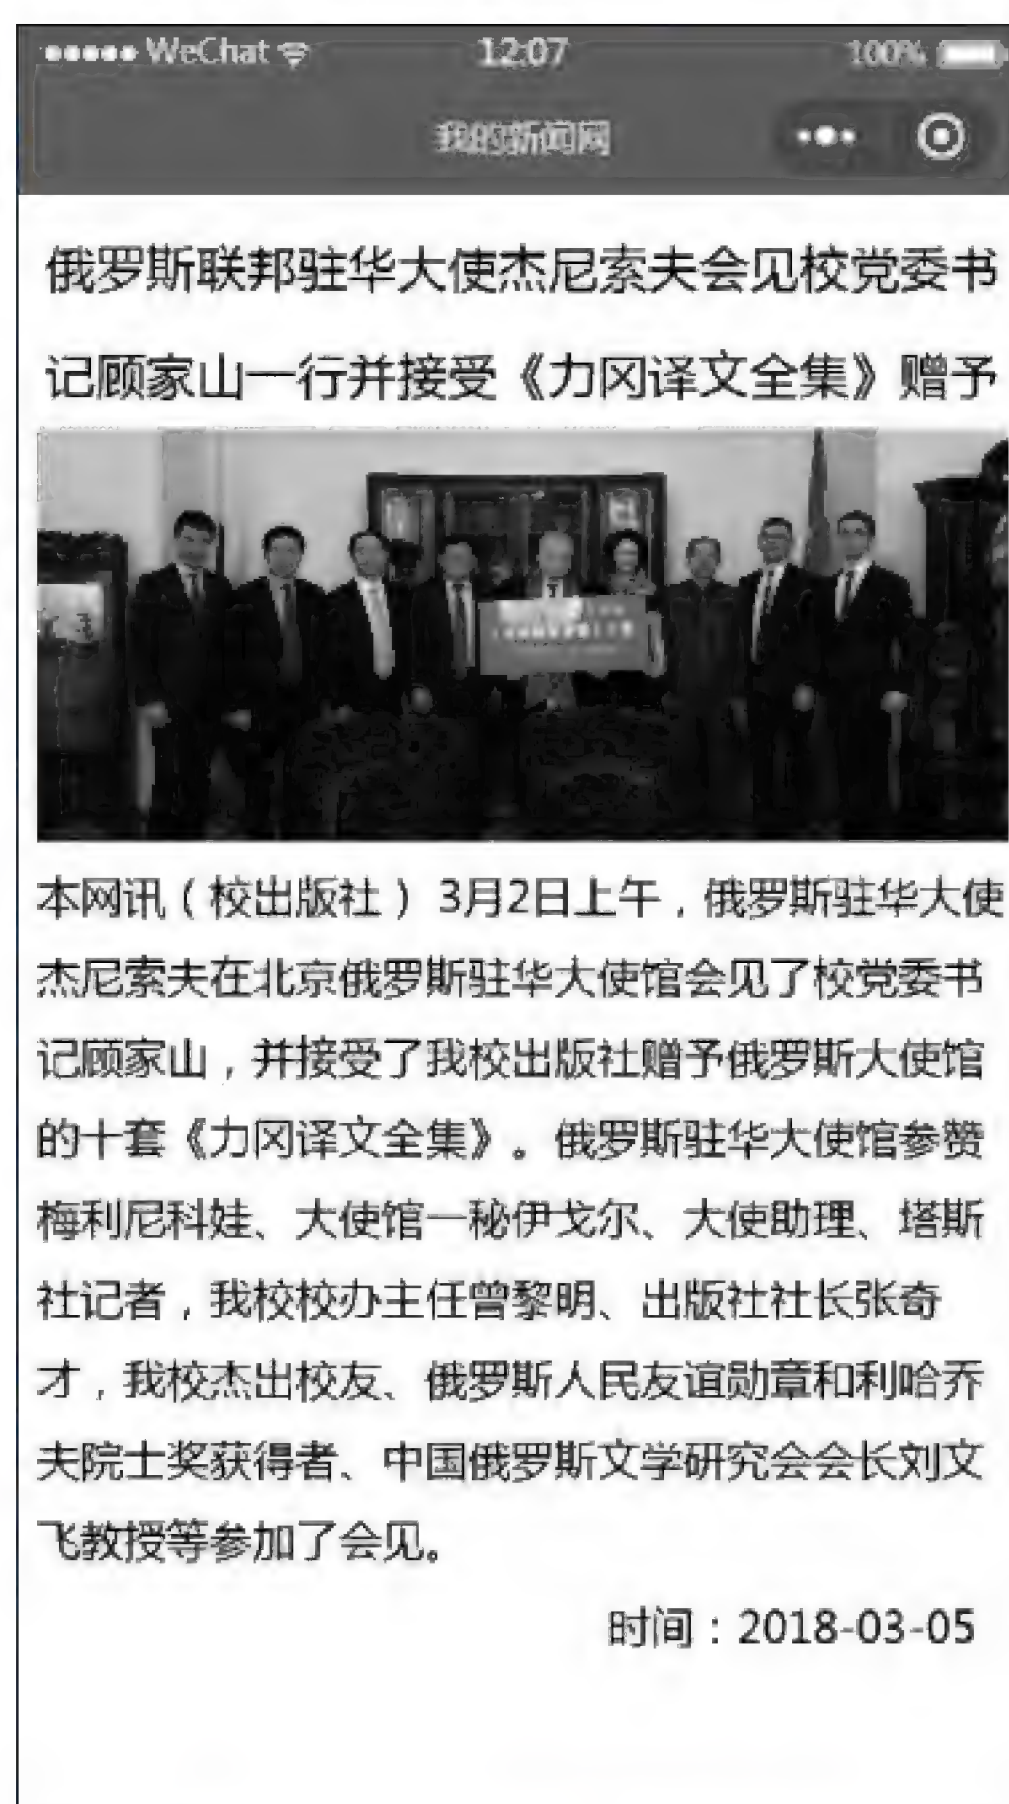 WeChat 12:07 100%
我的新闻网
俄罗斯联邦驻华大使杰尼索夫会见校党委书
记顾家山一行并接受《力冈译文全集》赠予
本网讯（校出版社）3月2日上午，俄罗斯驻华大使
杰尼索夫在北京俄罗斯驻华大使馆会见了校党委书
记顾家山，并接受了我校出版社赠予俄罗斯大使馆
的十套《力冈译文全集》。俄罗斯驻华大使馆参赞
梅利尼科娃、大使馆一秘伊戈尔、大使助理、塔斯
社记者，我校校办主任曾黎明、出版社社长张奇
才，我校杰出校友、俄罗斯人民友谊勋章和利哈乔
夫院士奖获得者、中国俄罗斯文学研究会会长刘文
飞教授等参加了会见。
时间：2018-03-05